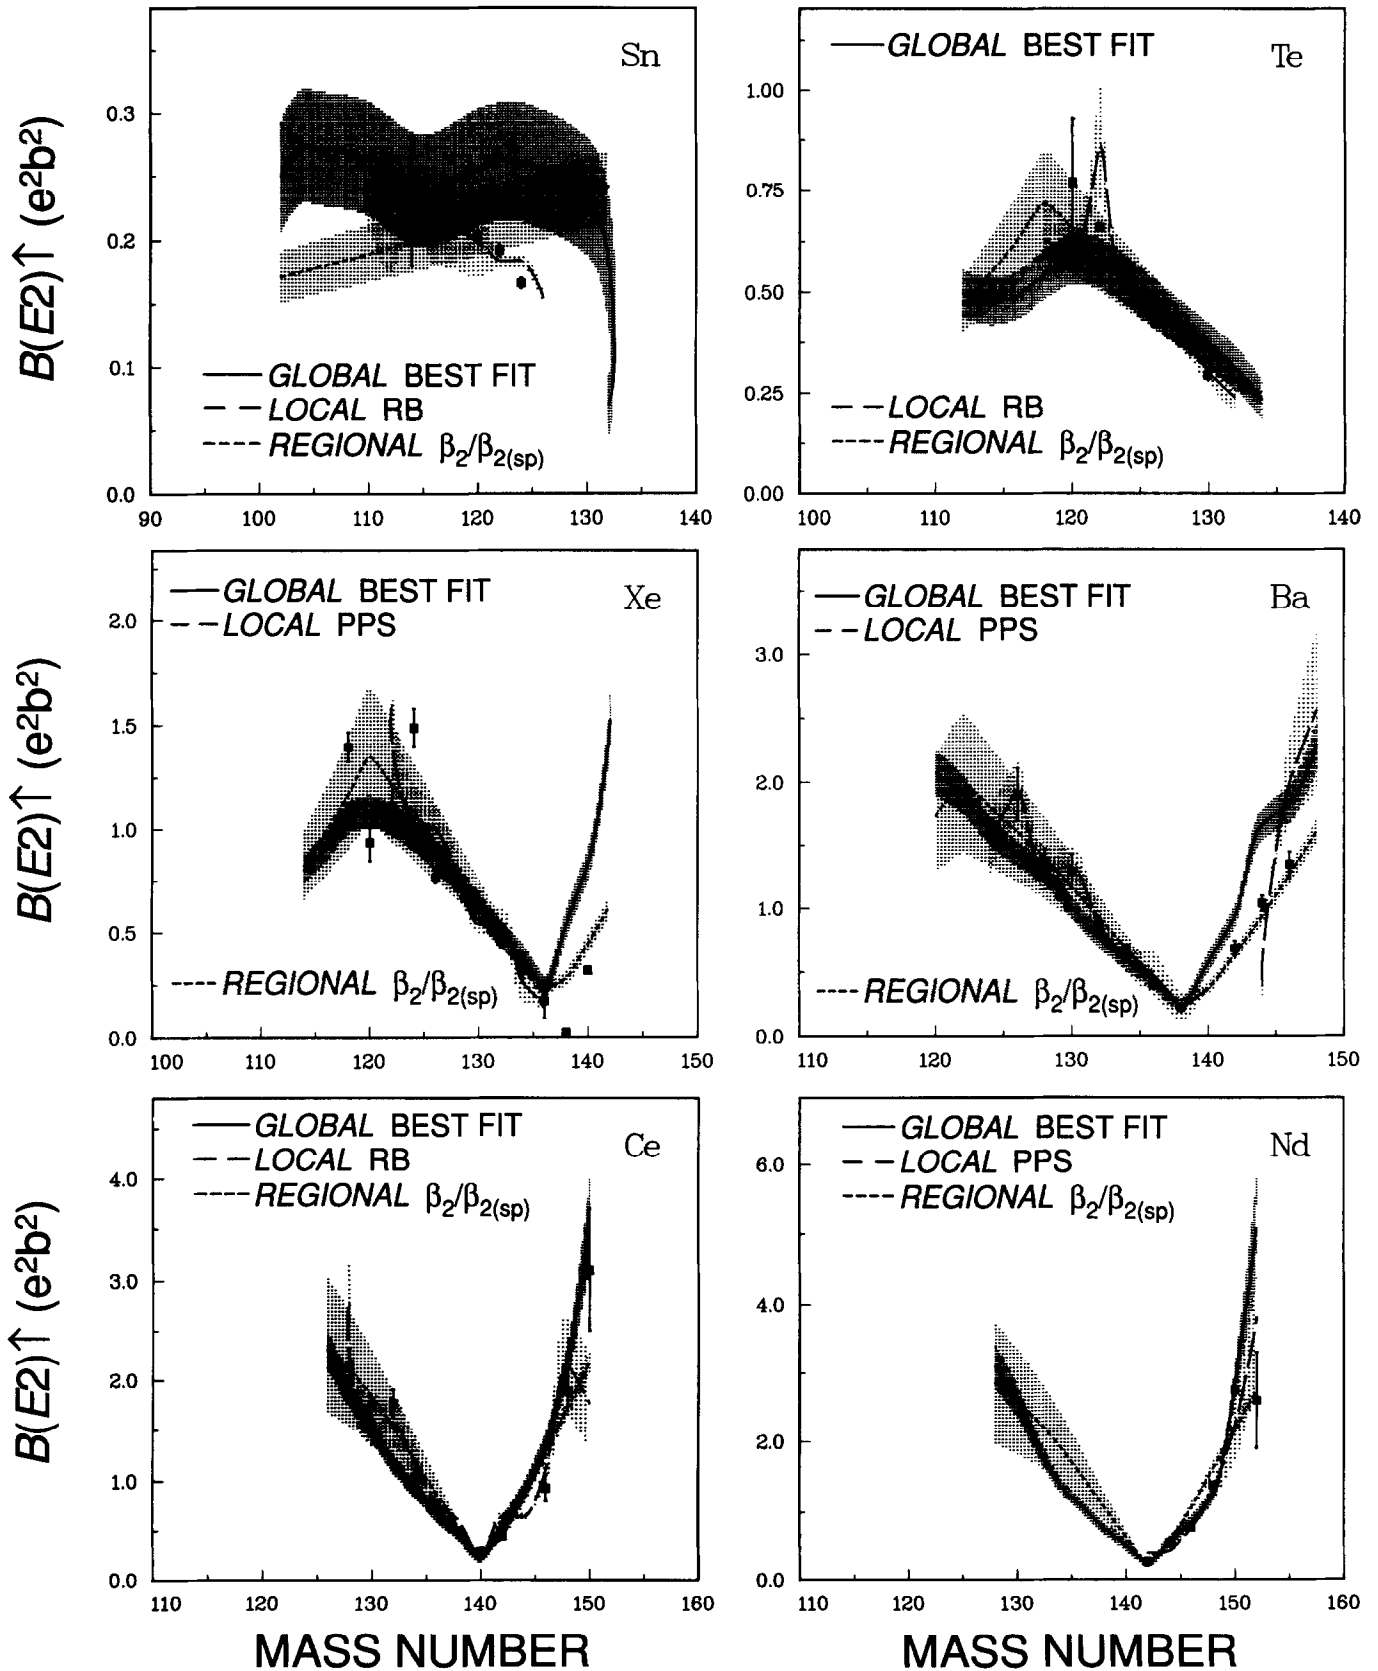 Sn
B(E2)↑ (e²b²)
0.3
0.2
0.1
0.0
GLOBAL BEST FIT
LOCAL RB
REGIONAL β₂/β₂(sp)
90 100 110 120 130 140
GLOBAL BEST FIT
Te
1.00
0.75
0.50
0.25
0.00
LOCAL RB
REGIONAL β₂/β₂(sp)
100 110 120 130 140
GLOBAL BEST FIT
LOCAL PPS
Xe
B(E2)↑ (e²b²)
2.0
1.5
1.0
0.5
0.0
REGIONAL β₂/β₂(sp)
100 110 120 130 140 150
GLOBAL BEST FIT
LOCAL PPS
Ba
3.0
2.0
1.0
0.0
REGIONAL β₂/β₂(sp)
110 120 130 140 150
GLOBAL BEST FIT
LOCAL RB
REGIONAL β₂/β₂(sp)
Ce
B(E2)↑ (e²b²)
4.0
3.0
2.0
1.0
0.0
110 120 130 140 150 160
MASS NUMBER
GLOBAL BEST FIT
LOCAL PPS
REGIONAL β₂/β₂(sp)
Nd
6.0
4.0
2.0
0.0
110 120 130 140 150 160
MASS NUMBER